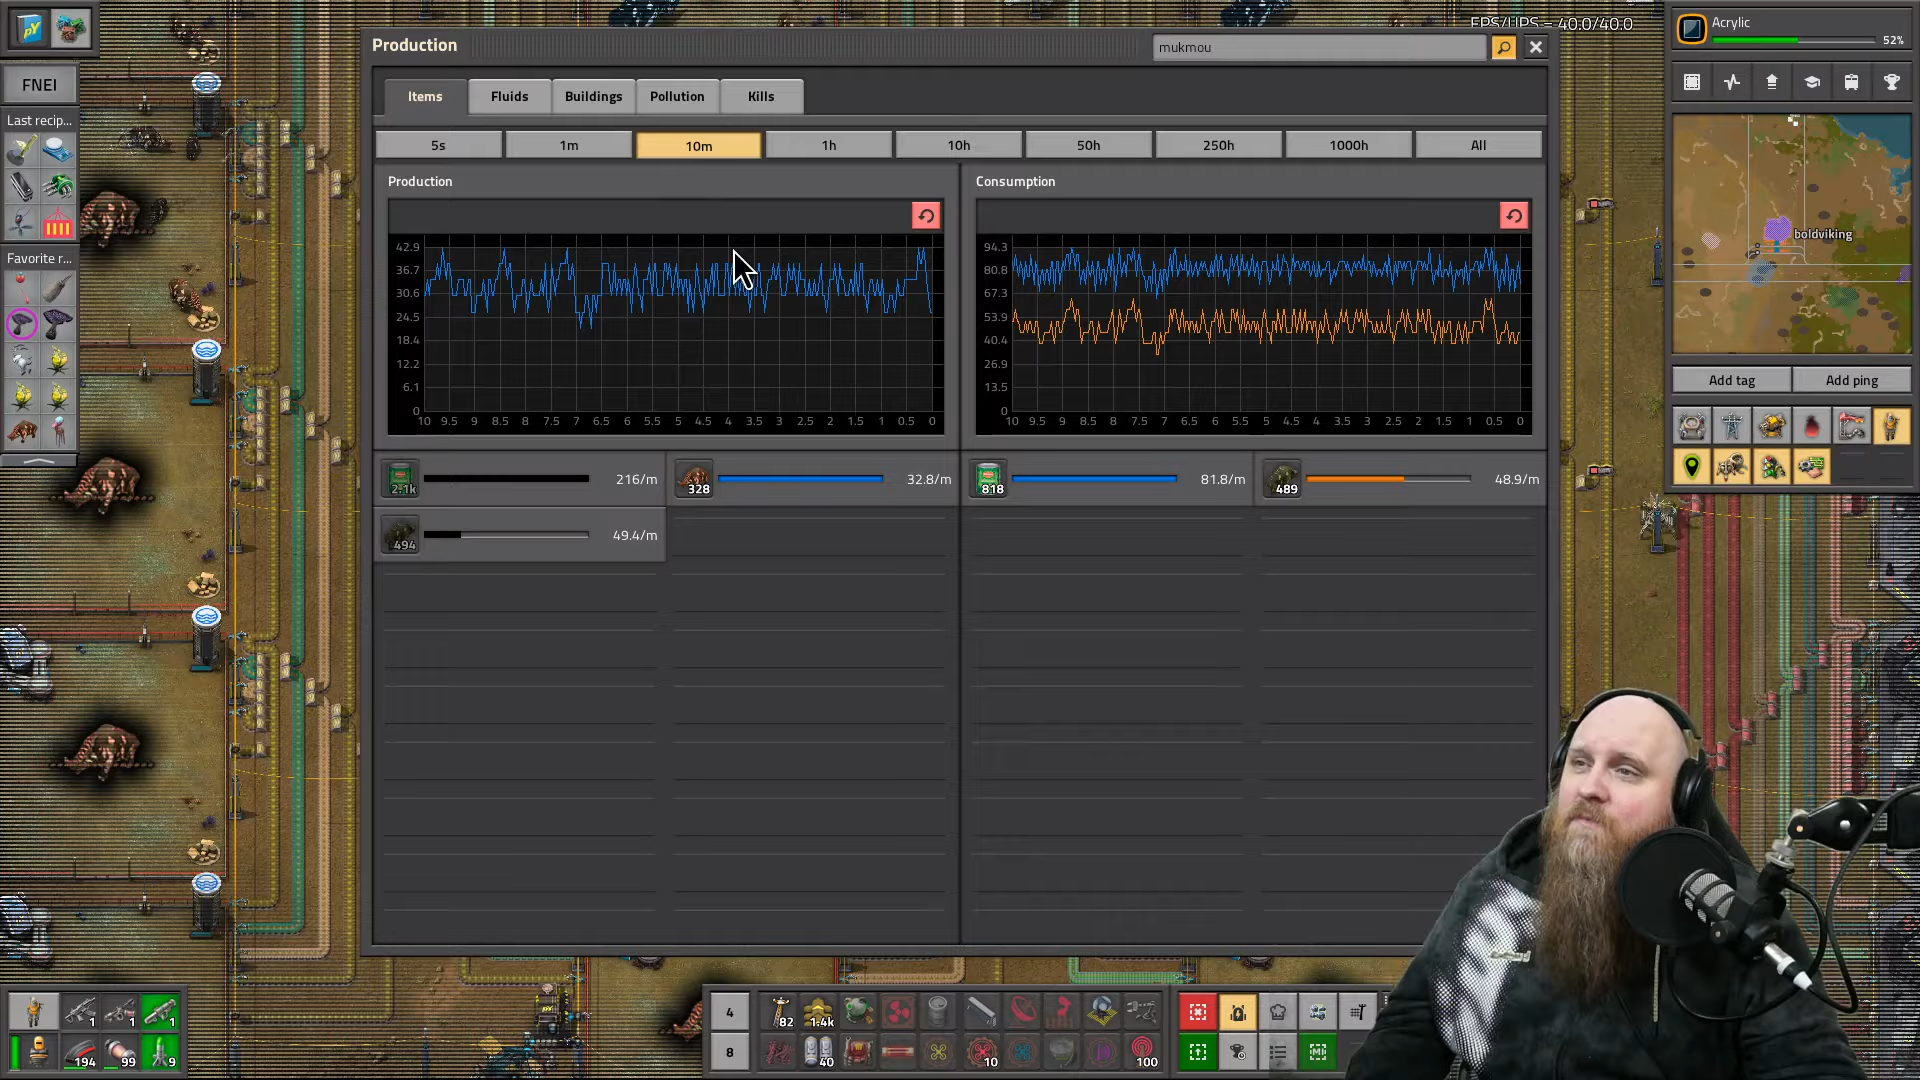 EPS/UPS = 40.0/40.0
Production
mukmou
Acrylic
52%
FNEI
Items
Fluids
Buildings
Pollution
Kills
Last recip...
5s
1m
10m
1h
10h
50h
250h
1000h
All
Production
Consumption
42.9
36.7
30.6
24.5
18.4
12.2
6.1
0
10 9.5 9 8.5 8 7.5 7 6.5 6 5.5 5 4.5 4 3.5 3 2.5 2 1.5 1 0.5 0
94.3
80.8
67.3
53.9
40.4
26.9
13.5
0
10 9.5 9 8.5 8 7.5 7 6.5 6 5.5 5 4.5 4 3.5 3 2.5 2 1.5 1 0.5 0
boldviking
Favorite r...
Add tag
Add ping
2.1k
216/m
328
32.8/m
818
81.8/m
489
48.9/m
494
49.4/m
4
82
1.4k
8
40
10
100
1
1
1
194
99
9